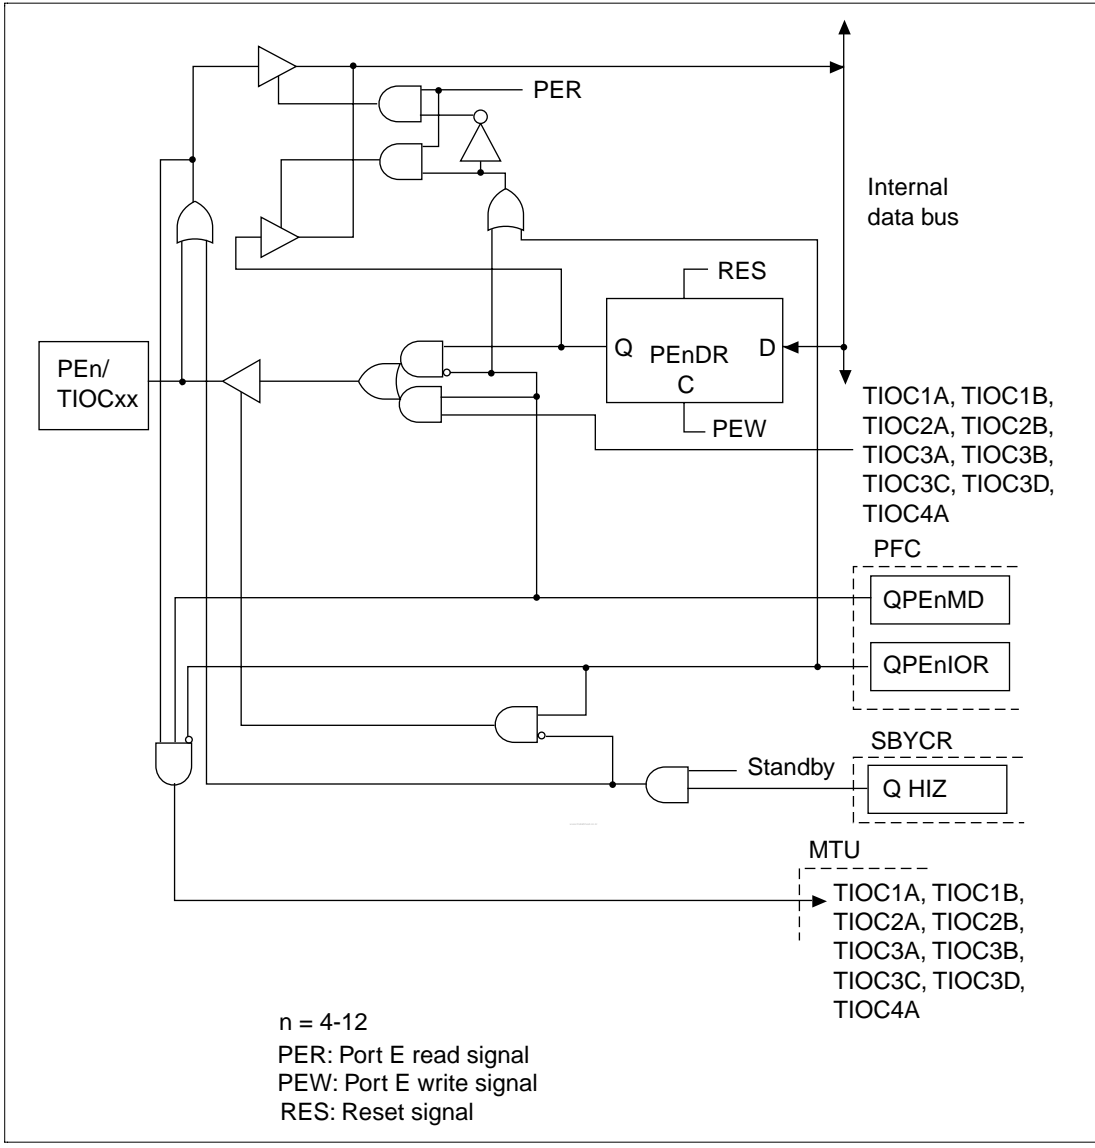 PER
Internal
data bus
RES
Q
PEnDR
D
C
PEn/
TIOCxx
PEW
TIOC1A, TIOC1B,
TIOC2A, TIOC2B,
TIOC3A, TIOC3B,
TIOC3C, TIOC3D,
TIOC4A
PFC
QPEnMD
QPEnIOR
SBYCR
Standby
Q HIZ
MTU
TIOC1A, TIOC1B,
TIOC2A, TIOC2B,
TIOC3A, TIOC3B,
TIOC3C, TIOC3D,
TIOC4A
n = 4-12
PER: Port E read signal
PEW: Port E write signal
RES: Reset signal